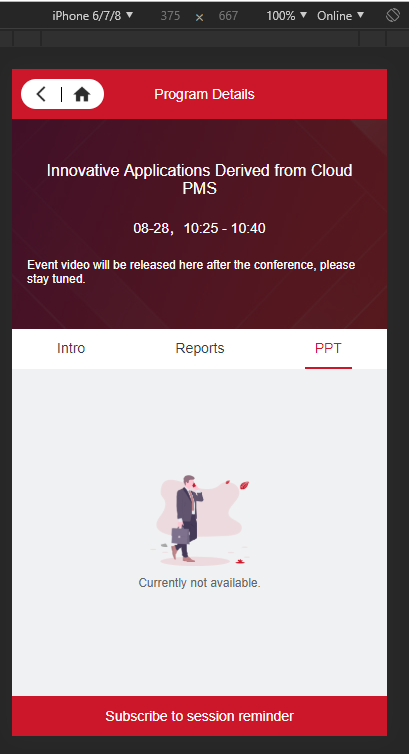 iPhone 6/7/8 ▼ 375 × 667 100% ▼ Online ▼
Program Details
Innovative Applications Derived from Cloud
PMS
08-28，10:25 - 10:40
Event video will be released here after the conference, please
stay tuned.
Intro Reports PPT
Currently not available.
Subscribe to session reminder